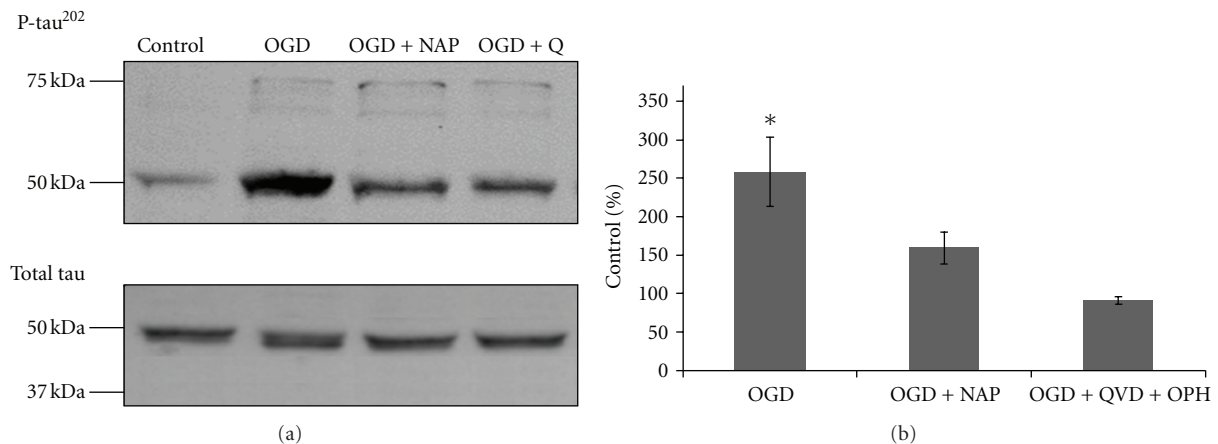 P-tau²⁰²
Control OGD OGD + NAP OGD + Q
75 kDa
50 kDa
Total tau
50 kDa
37 kDa
(a)
350
300
250
200
150
100
50
0
Control (%)
*
OGD OGD + NAP OGD + QVD + OPH
(b)